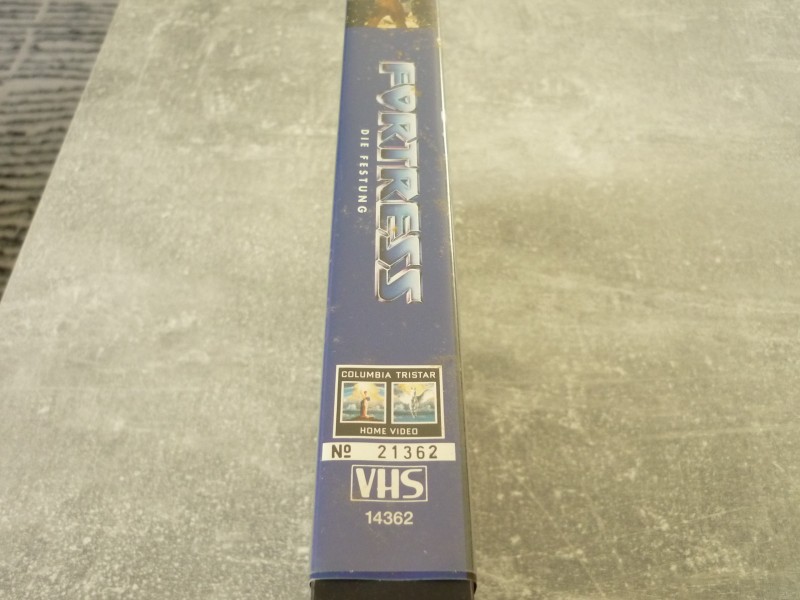 FORTRESS
DIE FESTUNG
COLUMBIA TRISTAR
HOME VIDEO
Nº 21362
VHS
14362